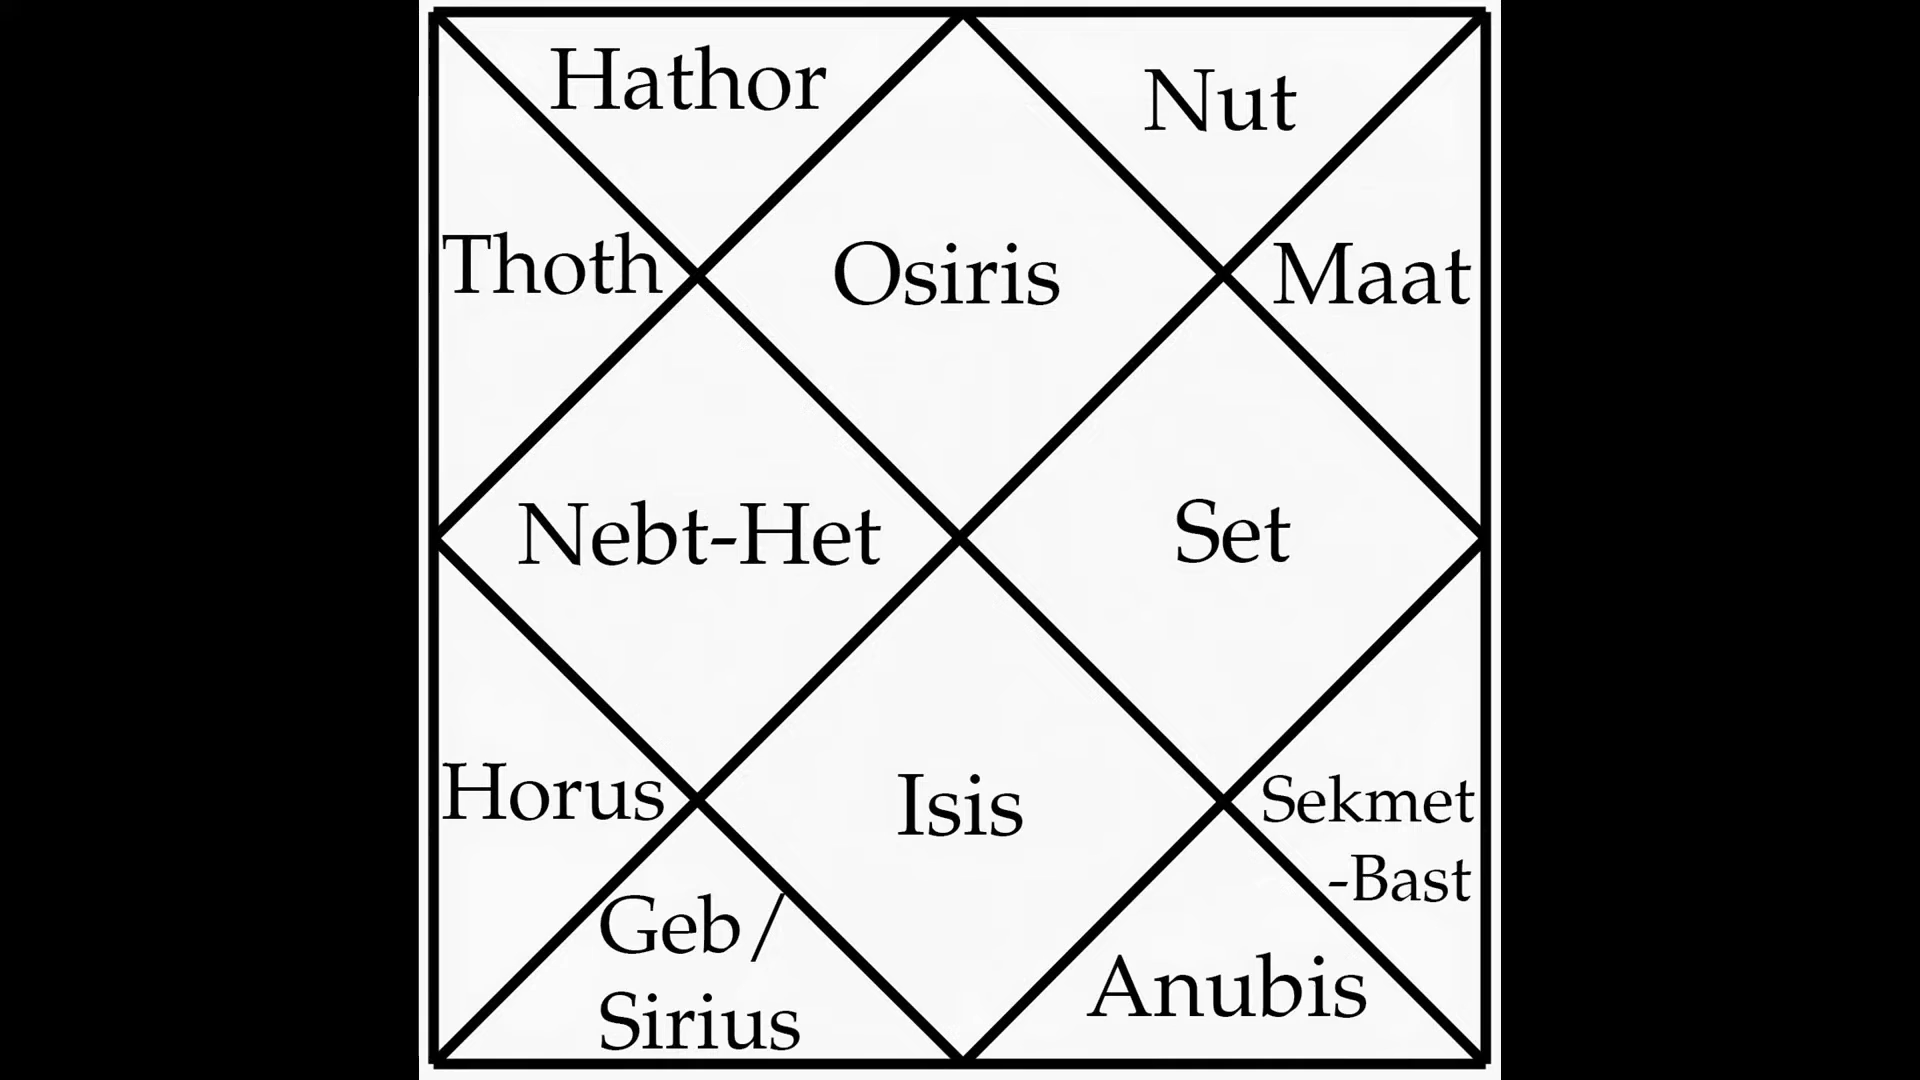 Hathor
Nut
Thoth
Osiris
Maat
Nebt-Het
Set
Horus
Isis
Sekmet
-Bast
Geb/
Sirius
Anubis